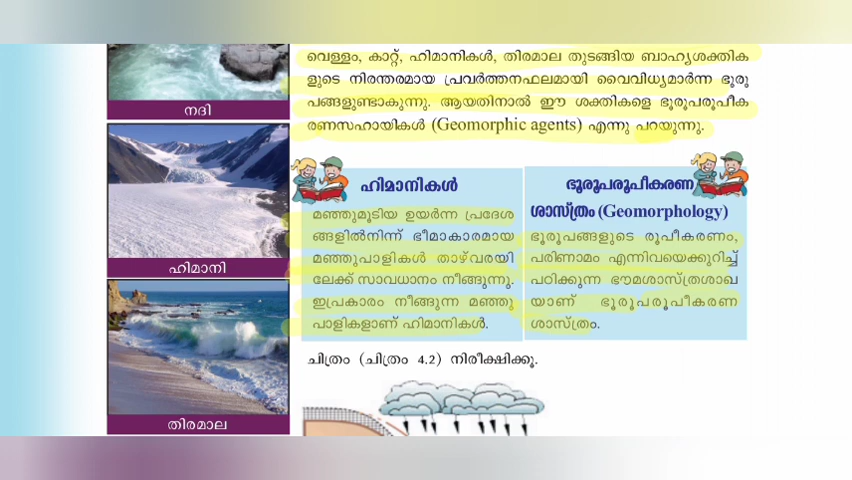 വെള്ളം, കാറ്റ്, ഹിമാനികൾ, തിരമാല തുടങ്ങിയ ബാഹ്യശക്തിക
ളുടെ നിരന്തരമായ പ്രവർത്തനഫലമായി വൈവിധ്യമാർന്ന ഭൂരൂ
പങ്ങളുണ്ടാകുന്നു. ആയതിനാൽ ഈ ശക്തികളെ ഭൂരൂപരൂപീക
രണസഹായികൾ (Geomorphic agents) എന്നു പറയുന്നു.
നദി
ഹിമാനികൾ
മഞ്ഞുമൂടിയ ഉയർന്ന പ്രദേശ
ങ്ങളിൽനിന്ന് ഭീമാകാരമായ
മഞ്ഞുപാളികൾ താഴ്‌വരയി
ലേക്ക് സാവധാനം നീങ്ങുന്നു.
ഇപ്രകാരം നീങ്ങുന്ന മഞ്ഞു
പാളികളാണ് ഹിമാനികൾ.
ഭൂരൂപരൂപീകരണ
ശാസ്ത്രം (Geomorphology)
ഭൂരൂപങ്ങളുടെ രൂപീകരണം,
പരിണാമം എന്നിവയെക്കുറിച്ച്
പഠിക്കുന്ന ഭൗമശാസ്ത്രശാഖ
യാണ് ഭൂരൂപരൂപീകരണ
ശാസ്ത്രം.
ഹിമാനി
ചിത്രം (ചിത്രം 4.2) നിരീക്ഷിക്കൂ.
തിരമാല